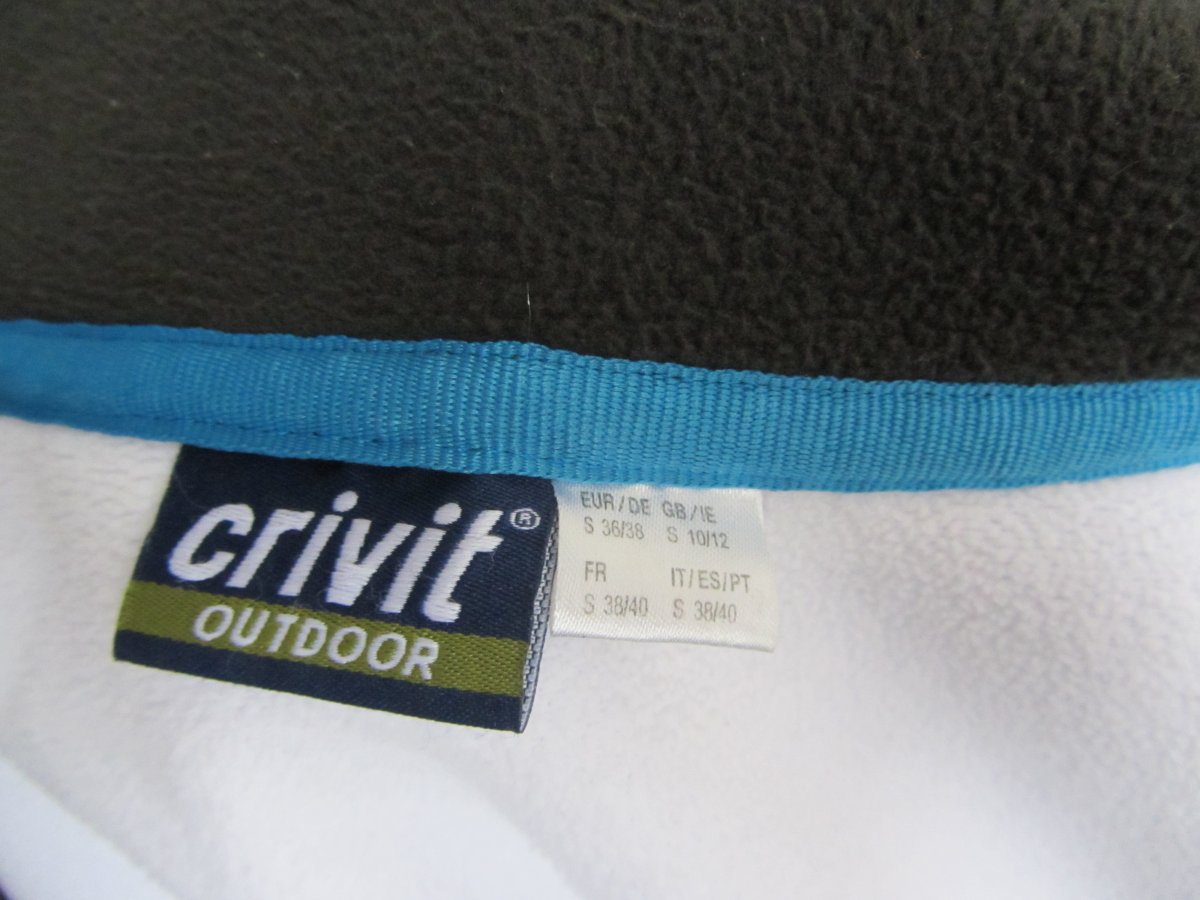 crivit®
OUTDOOR
EUR/DE GB/IE
S 36/38 S 10/12
FR IT/ES/PT
S 38/40 S 38/40